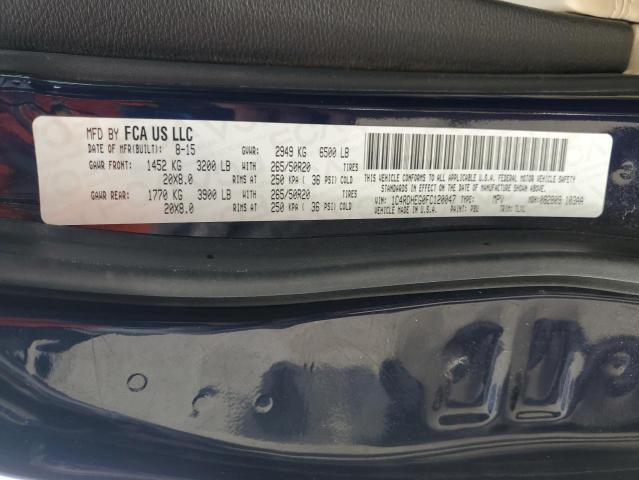 MFD BY FCA US LLC
DATE OF MFR(BUILT): 8-15 GVWR: 2949 KG 6500 LB
GAWR FRONT: 1452 KG 3200 LB WITH 265/50R20 TIRES
20X8.0 RIMS AT 250 KPA ( 36 PSI) COLD
GAWR REAR: 1770 KG 3900 LB WITH 265/50R20 TIRES
20X8.0 RIMS AT 250 KPA ( 36 PSI) COLD
THIS VEHICLE CONFORMS TO ALL APPLICABLE U.S.A. FEDERAL MOTOR VEHICLE SAFETY
STANDARDS IN EFFECT ON THE DATE OF MANUFACTURE SHOWN ABOVE.
VIN: 1C4RDHEG0FC120047 TYPE: MPV MDH: 082809 103AA
MADE IN U.S.A. PAINT: PBU TRIM: